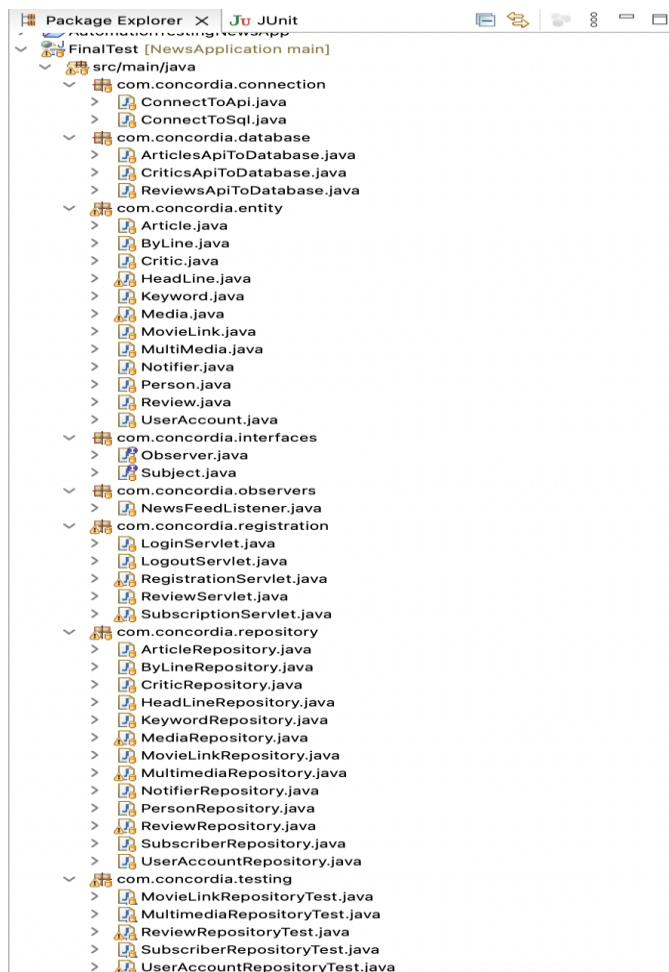 Package Explorer × JU JUnit
AutomationTestingNewsApp
FinalTest [NewsApplication main]
src/main/java
com.concordia.connection
ConnectToApi.java
ConnectToSql.java
com.concordia.database
ArticlesApiToDatabase.java
CriticsApiToDatabase.java
ReviewsApiToDatabase.java
com.concordia.entity
Article.java
ByLine.java
Critic.java
HeadLine.java
Keyword.java
Media.java
MovieLink.java
MultiMedia.java
Notifier.java
Person.java
Review.java
UserAccount.java
com.concordia.interfaces
Observer.java
Subject.java
com.concordia.observers
NewsFeedListener.java
com.concordia.registration
LoginServlet.java
LogoutServlet.java
RegistrationServlet.java
ReviewServlet.java
SubscriptionServlet.java
com.concordia.repository
ArticleRepository.java
ByLineRepository.java
CriticRepository.java
HeadLineRepository.java
KeywordRepository.java
MediaRepository.java
MovieLinkRepository.java
MultimediaRepository.java
NotifierRepository.java
PersonRepository.java
ReviewRepository.java
SubscriberRepository.java
UserAccountRepository.java
com.concordia.testing
MovieLinkRepositoryTest.java
MultimediaRepositoryTest.java
ReviewRepositoryTest.java
SubscriberRepositoryTest.java
UserAccountRepositoryTest.java